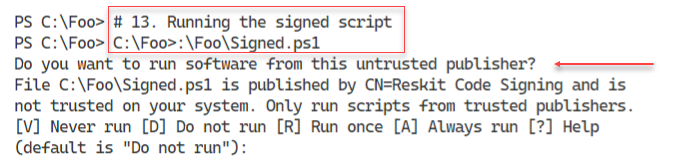 PS C:\Foo> # 13. Running the signed script
PS C:\Foo> C:\Foo>:\Foo\Signed.ps1
Do you want to run software from this untrusted publisher?
File C:\Foo\Signed.ps1 is published by CN=Reskit Code Signing and is
not trusted on your system. Only run scripts from trusted publishers.
[V] Never run [D] Do not run [R] Run once [A] Always run [?] Help
(default is "Do not run"):